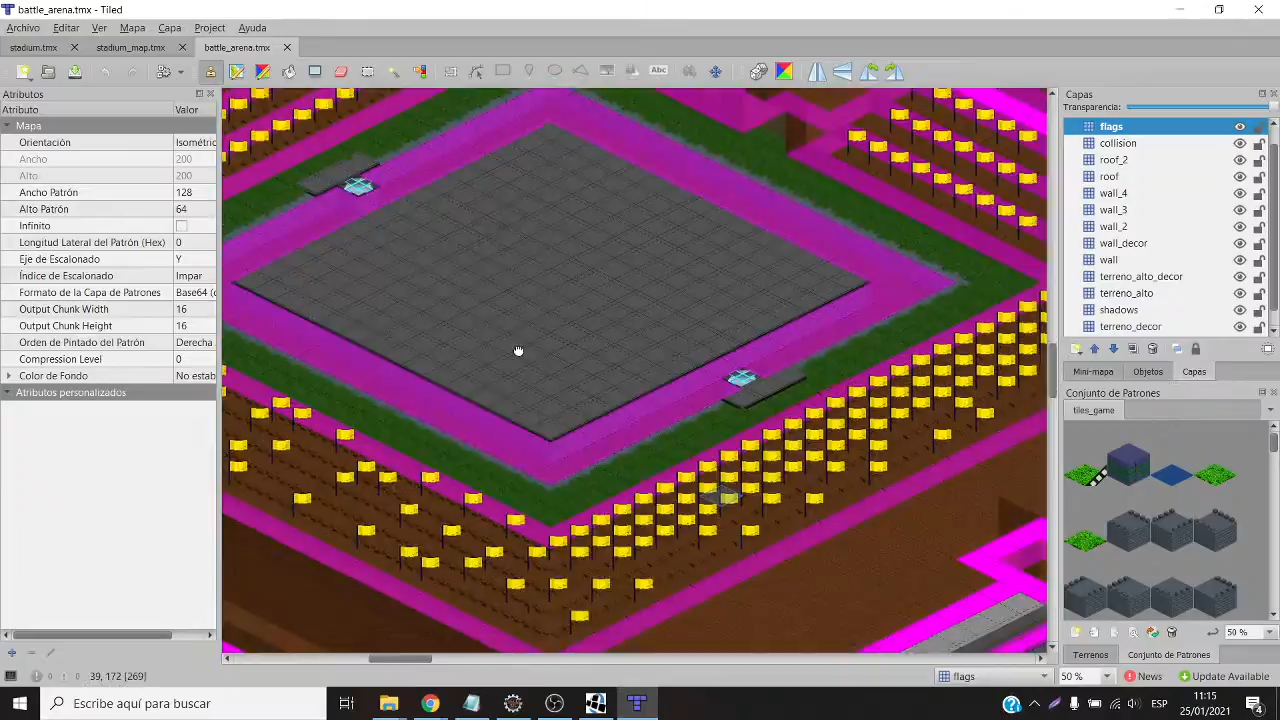 battle_arena.tmx - Tiled
Archivo Editar Ver Mapa Capa Project Ayuda
stadium.tmx stadium_map.tmx battle_arena.tmx
Abc
Atributos
Atributo Valor
Mapa
Orientación Isométric
Ancho 200
Alto 200
Ancho Patrón 128
Alto Patrón 64
Infinito
Longitud Lateral del Patrón (Hex) 0
Eje de Escalonado Y
Índice de Escalonado Impar
Formato de la Capa de Patrones Base64 (c
Output Chunk Width 16
Output Chunk Height 16
Orden de Pintado del Patrón Derecha
Compression Level 0
Color de Fondo No estab
Atributos personalizados
Capas
Transparencia:
flags
collision
roof_2
roof
wall_4
wall_3
wall_2
wall_decor
wall
terreno_alto_decor
terreno_alto
shadows
terreno_decor
Mini-mapa Objetos Capas
Conjunto de Patrones
tiles_game
50 %
Terrenos Conjunto de Patrones
0 0 39, 172 [269] flags 50 % News Update Available
Escribe aquí para buscar
ESP
11:15
25/01/2021